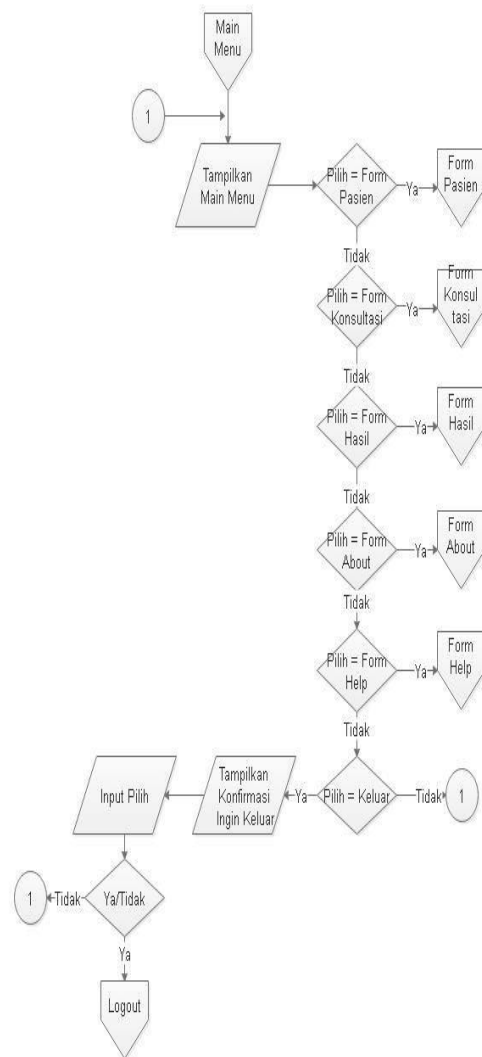 Main
Menu
1
Tampilkan
Main Menu
Pilih = Form
Pasien
Ya
Form
Pasien
Tidak
Pilih = Form
Konsultasi
Ya
Form
Konsul
tasi
Tidak
Pilih = Form
Hasil
Ya
Form
Hasil
Tidak
Pilih = Form
About
Ya
Form
About
Tidak
Pilih = Form
Help
Ya
Form
Help
Tidak
Pilih = Keluar
Tidak
1
Ya
Tampilkan
Konfirmasi
Ingin Keluar
Input Pilih
Ya/Tidak
Tidak
1
Ya
Logout